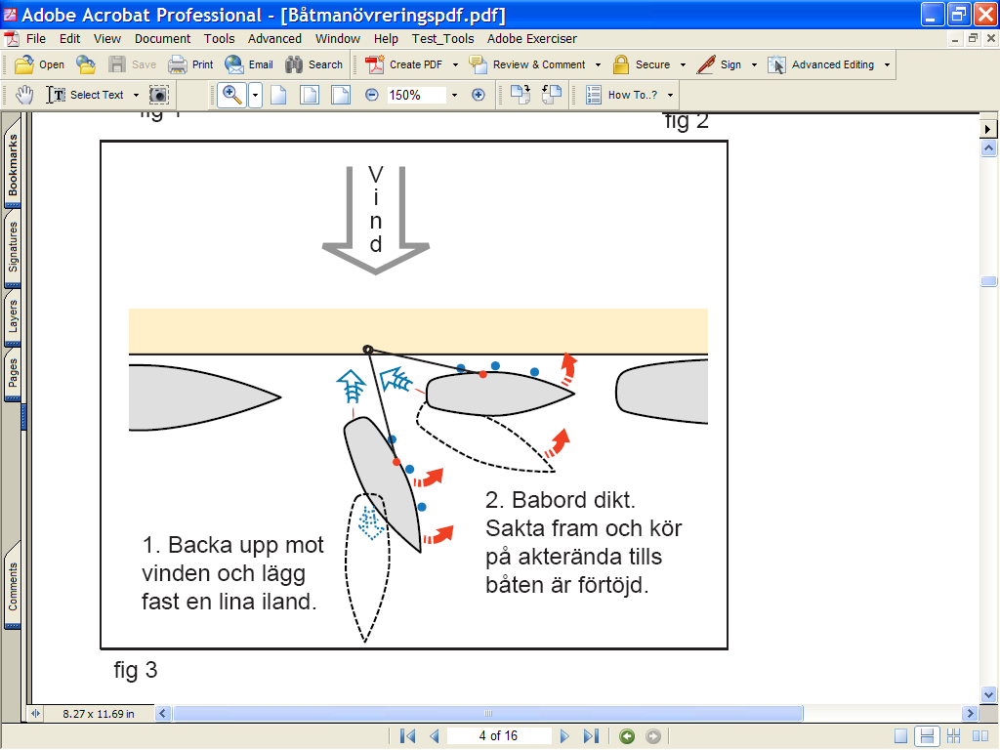 Adobe Acrobat Professional - [Båtmanövreringspdf.pdf]
File Edit View Document Tools Advanced Window Help Test_Tools Adobe Exerciser
Open Save Print Email Search Create PDF Review & Comment Secure Sign Advanced Editing
Select Text 150% How To..?
fig 1
fig 2
Bookmarks
Signatures
Layers
Pages
Comments
Vind
1. Backa upp mot
vinden och lägg
fast en lina iland.
2. Babord dikt.
Sakta fram och kör
på akterända tills
båten är förtöjd.
fig 3
8.27 x 11.69 in
4 of 16